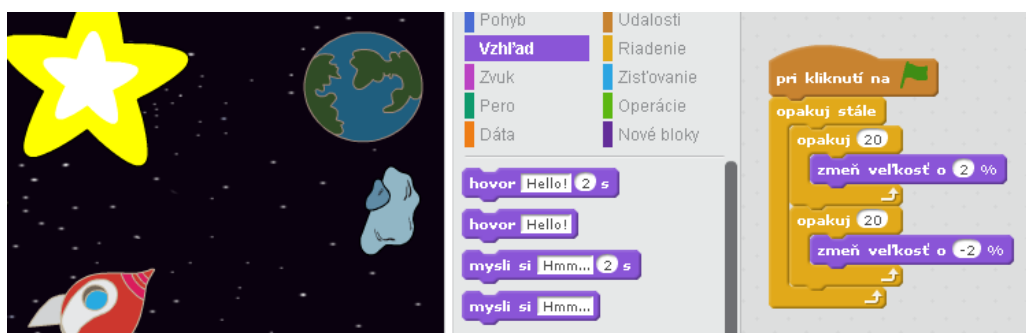 Pohyb
Udalosti
Vzhľad
Riadenie
Zvuk
Zisťovanie
Pero
Operácie
Dáta
Nové bloky
hovor Hello! 2 s
hovor Hello!
mysli si Hmm... 2 s
mysli si Hmm...
pri kliknutí na
opakuj stále
opakuj 20
zmeň veľkosť o 2 %
opakuj 20
zmeň veľkosť o -2 %